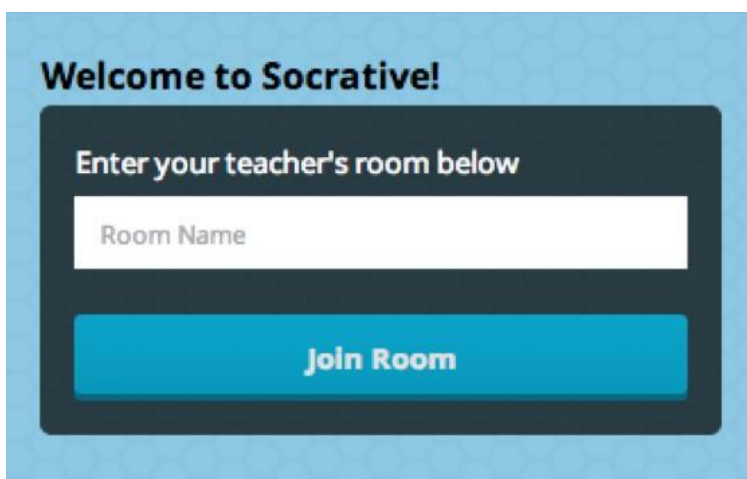 Welcome to Socrative!
Enter your teacher's room below
Room Name
Join Room